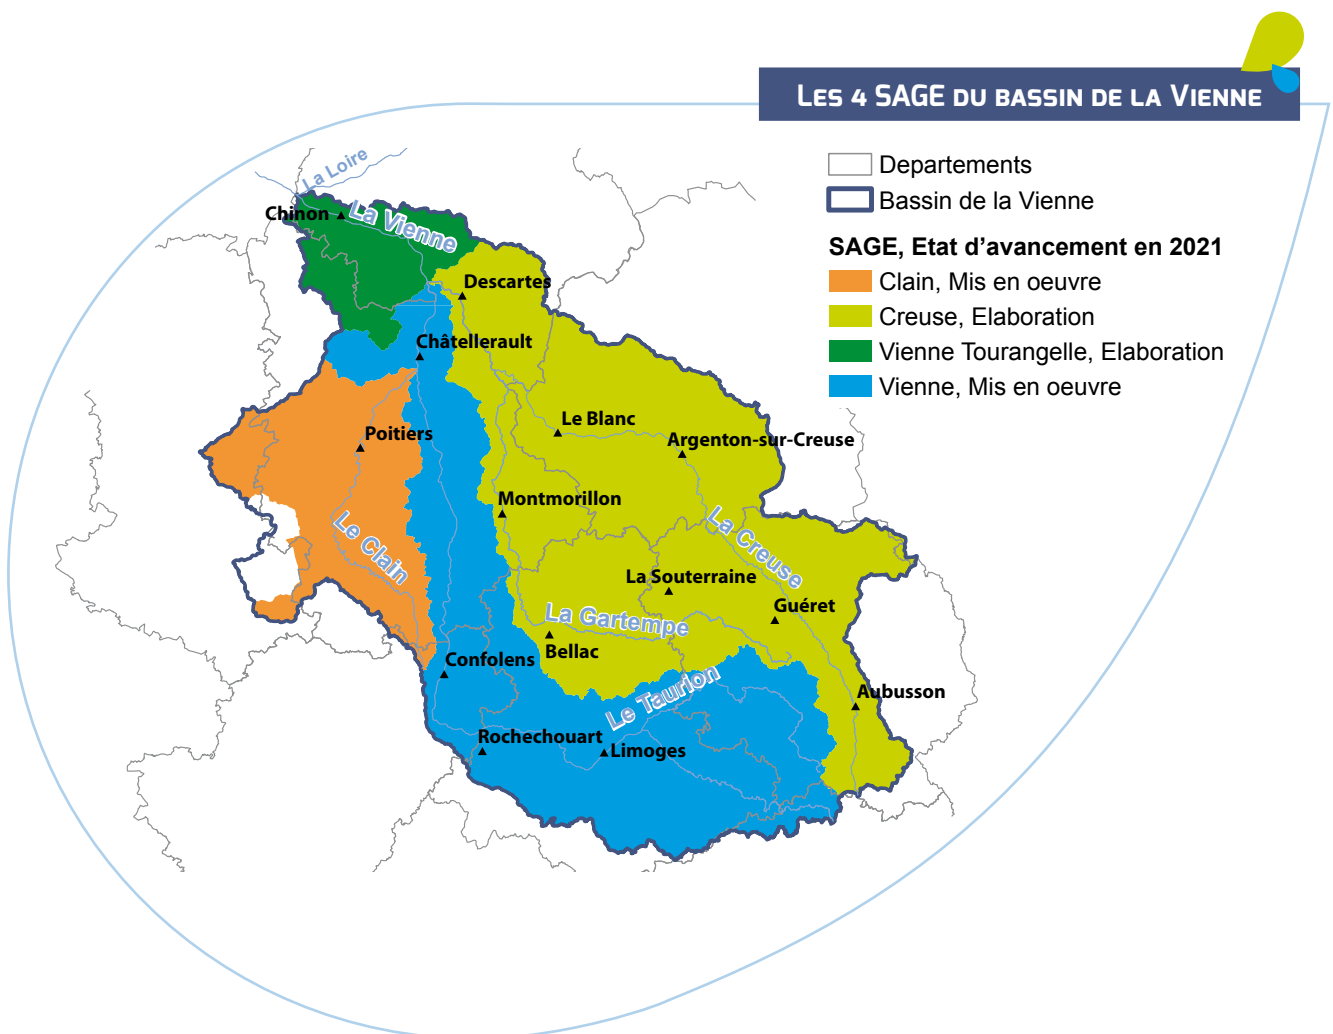 LES 4 SAGE DU BASSIN DE LA VIENNE
Departements
Bassin de la Vienne
SAGE, Etat d'avancement en 2021
Clain, Mis en oeuvre
Creuse, Elaboration
Vienne Tourangelle, Elaboration
Vienne, Mis en oeuvre
La Loire
Chinon
La Vienne
Descartes
Châtellerault
Le Blanc
Poitiers
Argenton-sur-Creuse
Montmorillon
Le Clain
La Creuse
La Souterraine
Guéret
La Gartempe
Bellac
Confolens
Le Taurion
Aubusson
Rochechouart
Limoges